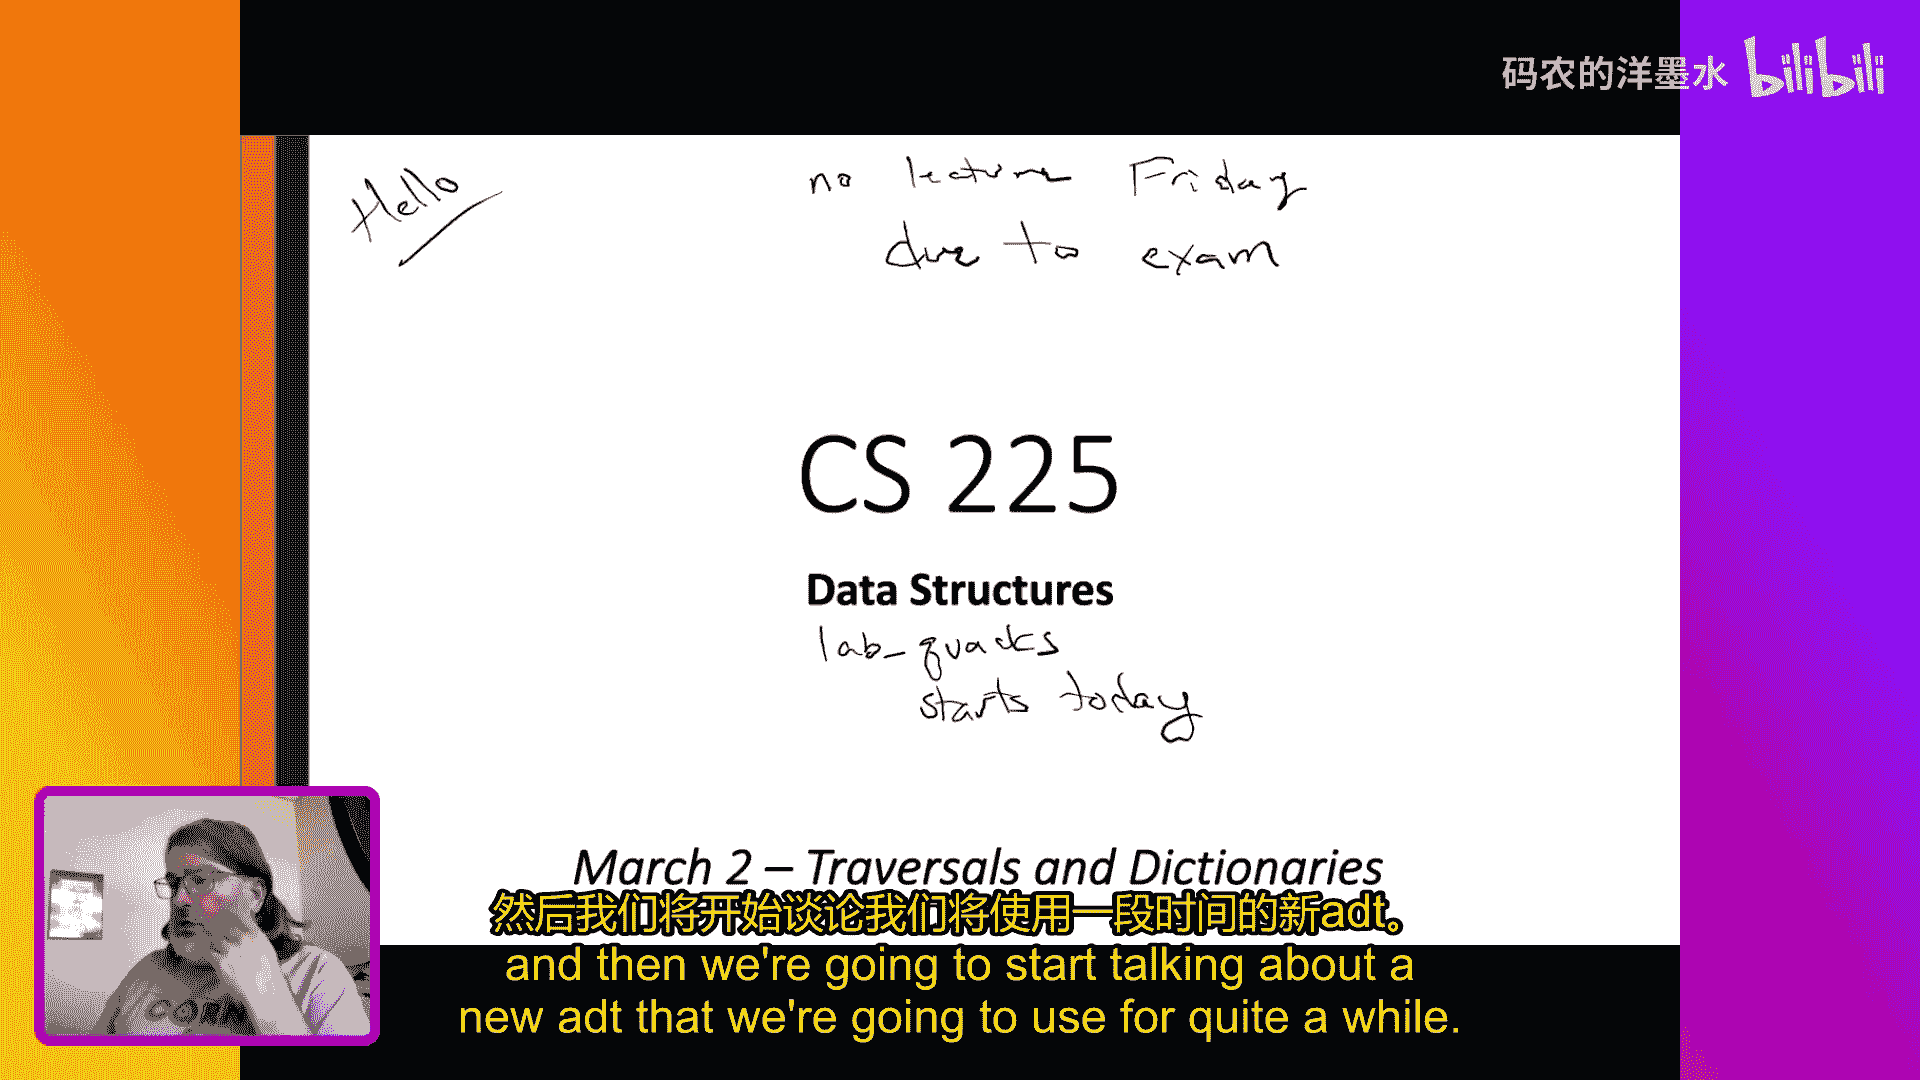 码农的洋墨水 bilibili
Hello
no lecture Friday
due to exam
CS 225
Data Structures
lab_quacks
starts today
March 2 – Traversals and Dictionaries
然后我们将开始谈论我们将使用一段时间的新adt。
and then we're going to start talking about a
new adt that we're going to use for quite a while.
CORN